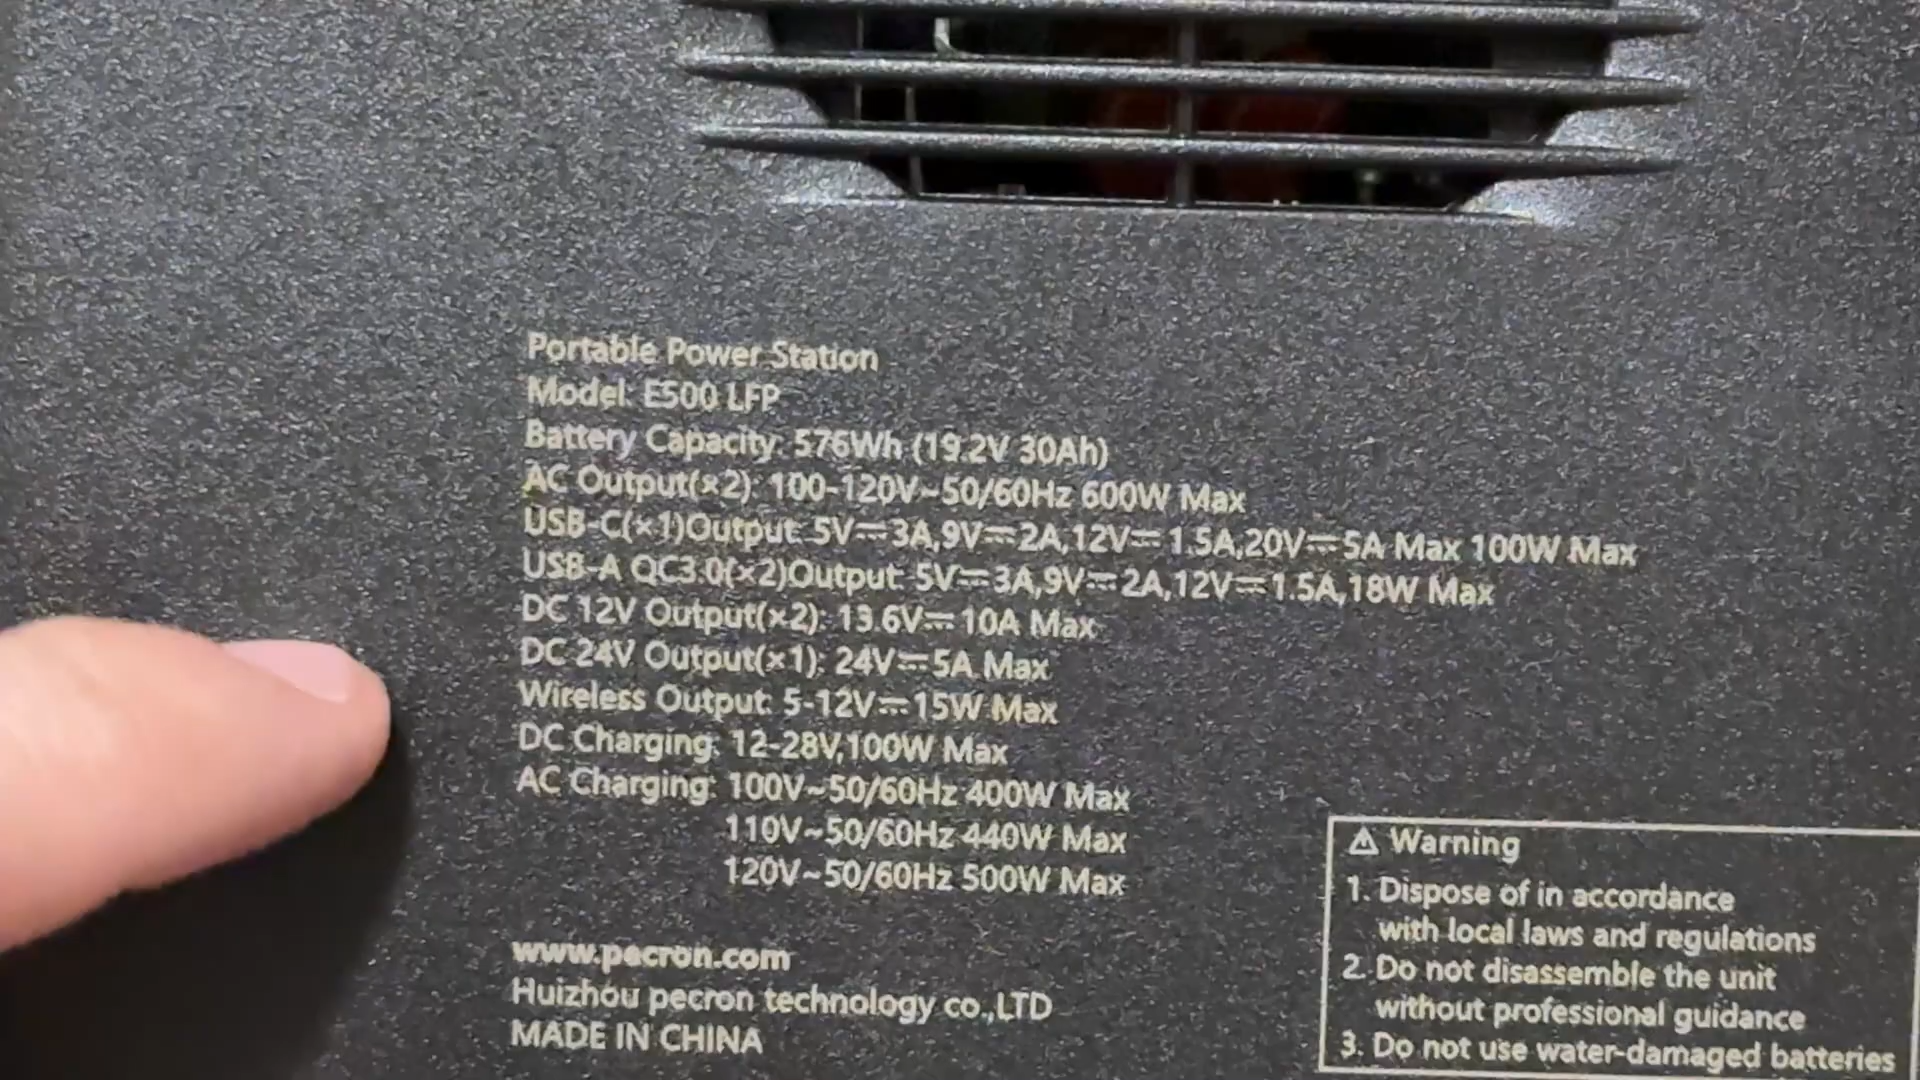 Portable Power Station
Model: E500 LFP
Battery Capacity: 576Wh (19.2V 30Ah)
AC Output(×2): 100-120V~50/60Hz 600W Max
USB-C(×1)Output: 5V⎓3A,9V⎓2A,12V⎓1.5A,20V⎓5A Max 100W Max
USB-A QC3.0(×2)Output: 5V⎓3A,9V⎓2A,12V⎓1.5A,18W Max
DC 12V Output(×2): 13.6V⎓10A Max
DC 24V Output(×1): 24V⎓5A Max
Wireless Output: 5-12V⎓15W Max
DC Charging: 12-28V,100W Max
AC Charging: 100V~50/60Hz 400W Max
110V~50/60Hz 440W Max
120V~50/60Hz 500W Max
www.pecron.com
Huizhou pecron technology co.,LTD
MADE IN CHINA
⚠ Warning
1. Dispose of in accordance
with local laws and regulations
2. Do not disassemble the unit
without professional guidance
3. Do not use water-damaged batteries